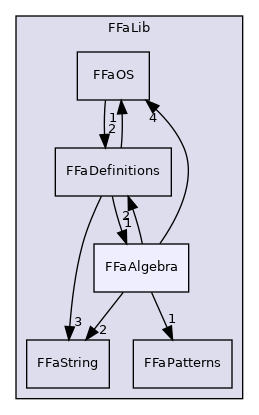 FFaLib
FFaOS
1
2
4
FFaDefinitions
2
1
FFaAlgebra
3
2
1
FFaString
FFaPatterns